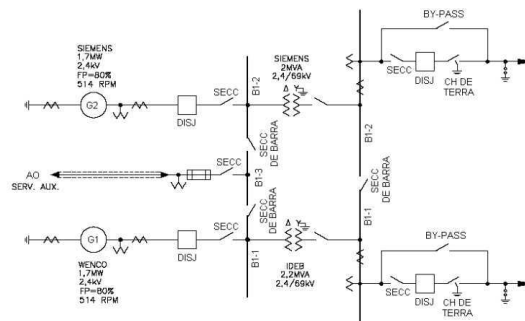 BY-PASS
SIEMENS
1,7MW
2,4kV
FP=80%
514 RPM
G2
DISJ
SECC
B1-2
SIEMENS
2MVA
2,4/69kV
Δ Y
SECC
DISJ
CH DE
TERRA
B1-2
SECC
DE BARRA
AO
SERV. AUX.
SECC
B1-3
SECC
DE BARRA
SECC
DE BARRA
B1-1
BY-PASS
G1
DISJ
SECC
B1-1
Δ Y
WENCO
1,7MW
2,4kV
FP=80%
514 RPM
IDEB
2,2MVA
2,4/69kV
SECC
DISJ
CH DE
TERRA